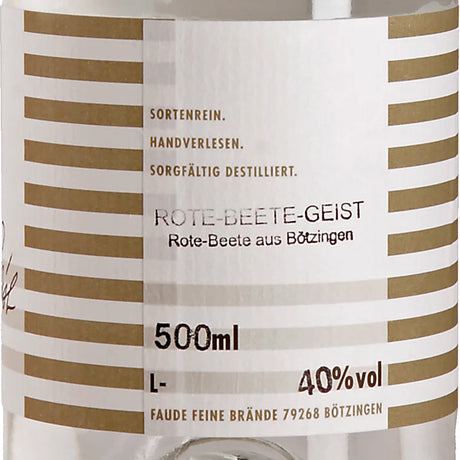 SORTENREIN.
HANDVERLESEN.
SORGFÄLTIG DESTILLIERT.
ROTE-BEETE-GEIST
Rote-Beete aus Bötzingen
500ml
L- 40%vol
FAUDE FEINE BRÄNDE 79268 BÖTZINGEN